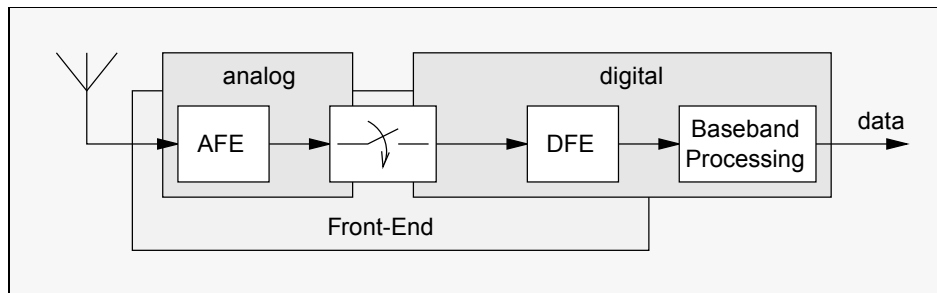 analog
digital
AFE
DFE
Baseband
Processing
data
Front-End